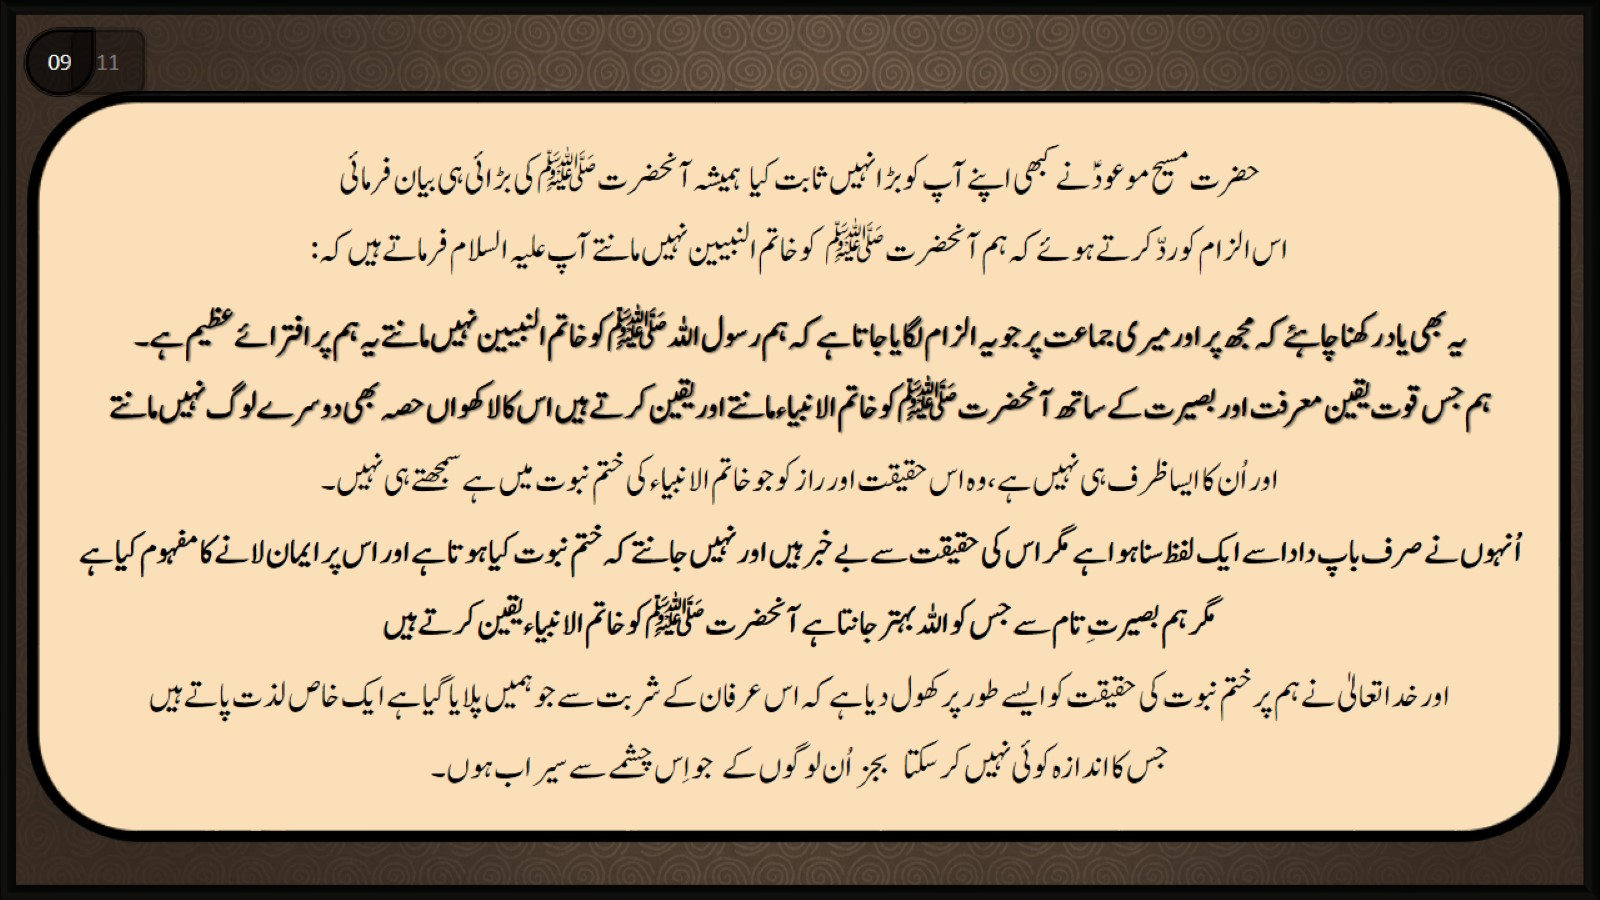 09 11
حضرت مسیح موعودؑ نے کبھی اپنے آپ کو بڑا نہیں ثابت کیا ہمیشہ آنحضرت ﷺ کی بڑائی ہی بیان فرمائی
اس الزام کو ردّ کرتے ہوئے کہ ہم آنحضرت ﷺ کو خاتم النبیین نہیں مانتے آپ علیہ السلام فرماتے ہیں کہ:
یہ بھی یاد رکھنا چاہئے کہ مجھ پر اور میری جماعت پر جو یہ الزام لگایا جاتا ہے کہ ہم رسول اللہ ﷺ کو خاتم النبیین نہیں مانتے یہ ہم پر افترائے عظیم ہے۔
ہم جس قوت یقین معرفت اور بصیرت کے ساتھ آنحضرت ﷺ کو خاتم الانبیاء مانتے اور یقین کرتے ہیں اس کا لاکھواں حصہ بھی دوسرے لوگ نہیں مانتے
اور اُن کا ایسا ظرف ہی نہیں ہے، وہ اس حقیقت اور راز کو جو خاتم الانبیاء کی ختم نبوت میں ہے سمجھتے ہی نہیں۔
اُنہوں نے صرف باپ دادا سے ایک لفظ سنا ہوا ہے مگر اس کی حقیقت سے بے خبر ہیں اور نہیں جانتے کہ ختم نبوت کیا ہوتا ہے اور اس پر ایمان لانے کا مفہوم کیا ہے
مگر ہم بصیرتِ تام سے جس کو اللہ بہتر جانتا ہے آنحضرت ﷺ کو خاتم الانبیاء یقین کرتے ہیں
اور خدا تعالیٰ نے ہم پر ختم نبوت کی حقیقت کو ایسے طور پر کھول دیا ہے کہ اس عرفان کے شربت سے جو ہمیں پلایا گیا ہے ایک خاص لذت پاتے ہیں
جس کا اندازہ کوئی نہیں کر سکتا بجز اُن لوگوں کے جو اِس چشمے سے سیراب ہوں۔